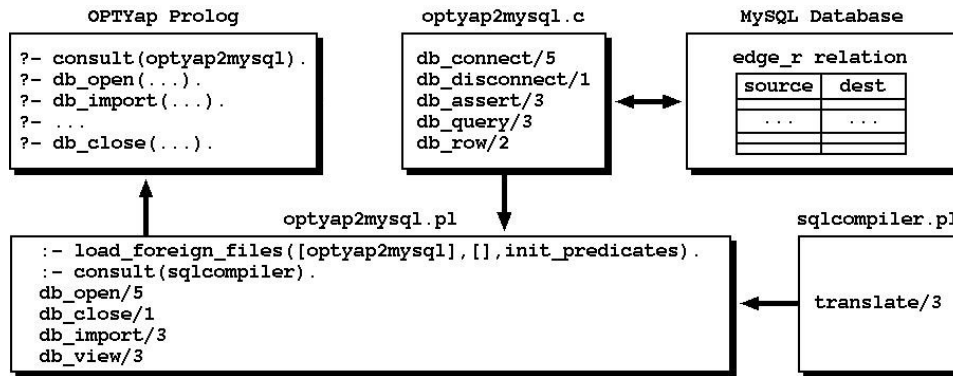 OPTYap Prolog
?- consult(optyap2mysql).
?- db_open(...).
?- db_import(...).
?- ...
?- db_close(...).
optyap2mysql.c
db_connect/5
db_disconnect/1
db_assert/3
db_query/3
db_row/2
MySQL Database
edge_r relation
source dest
... ...
optyap2mysql.pl
:- load_foreign_files([optyap2mysql],[],init_predicates).
:- consult(sqlcompiler).
db_open/5
db_close/1
db_import/3
db_view/3
sqlcompiler.pl
translate/3